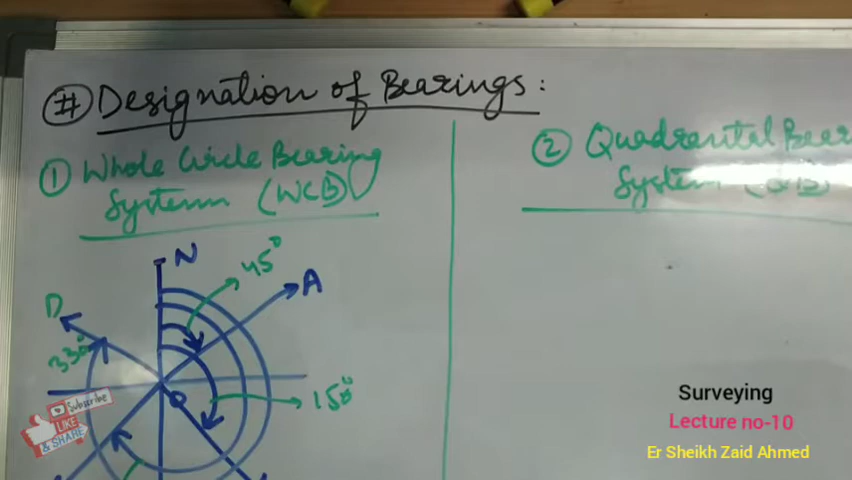 # Designation of Bearings:
① Whole Circle Bearing
System (WCB)
② Quadrantal Bear
System (QB)
N
45°
A
D
330°
O
150°
Subscribe
LIKE
& SHARE
Surveying
Lecture no-10
Er Sheikh Zaid Ahmed